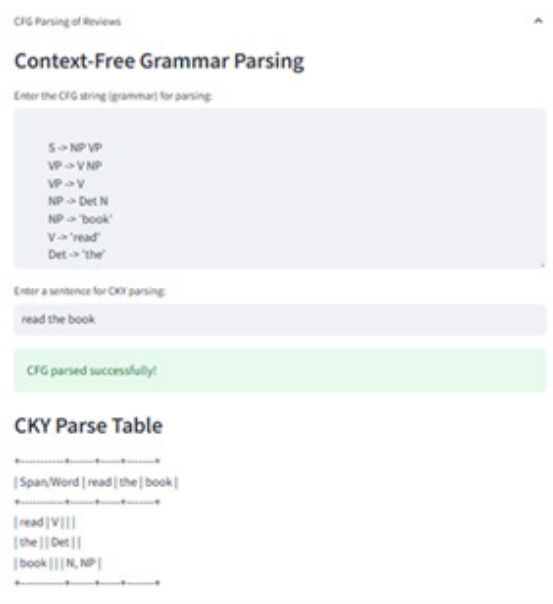 CFG Parsing of Reviews
Context-Free Grammar Parsing
Enter the CFG string (grammar) for parsing:
S -> NP VP
VP -> V NP
VP -> V
NP -> Det N
NP -> 'book'
V -> 'read'
Det -> 'the'
Enter a sentence for CKY parsing:
read the book
CFG parsed successfully!
CKY Parse Table
+-----------+------+-----+-------+
| Span/Word | read | the | book |
+-----------+------+-----+-------+
| read | V | | |
| the | | Det | |
| book | | | N, NP |
+-----------+------+-----+-------+